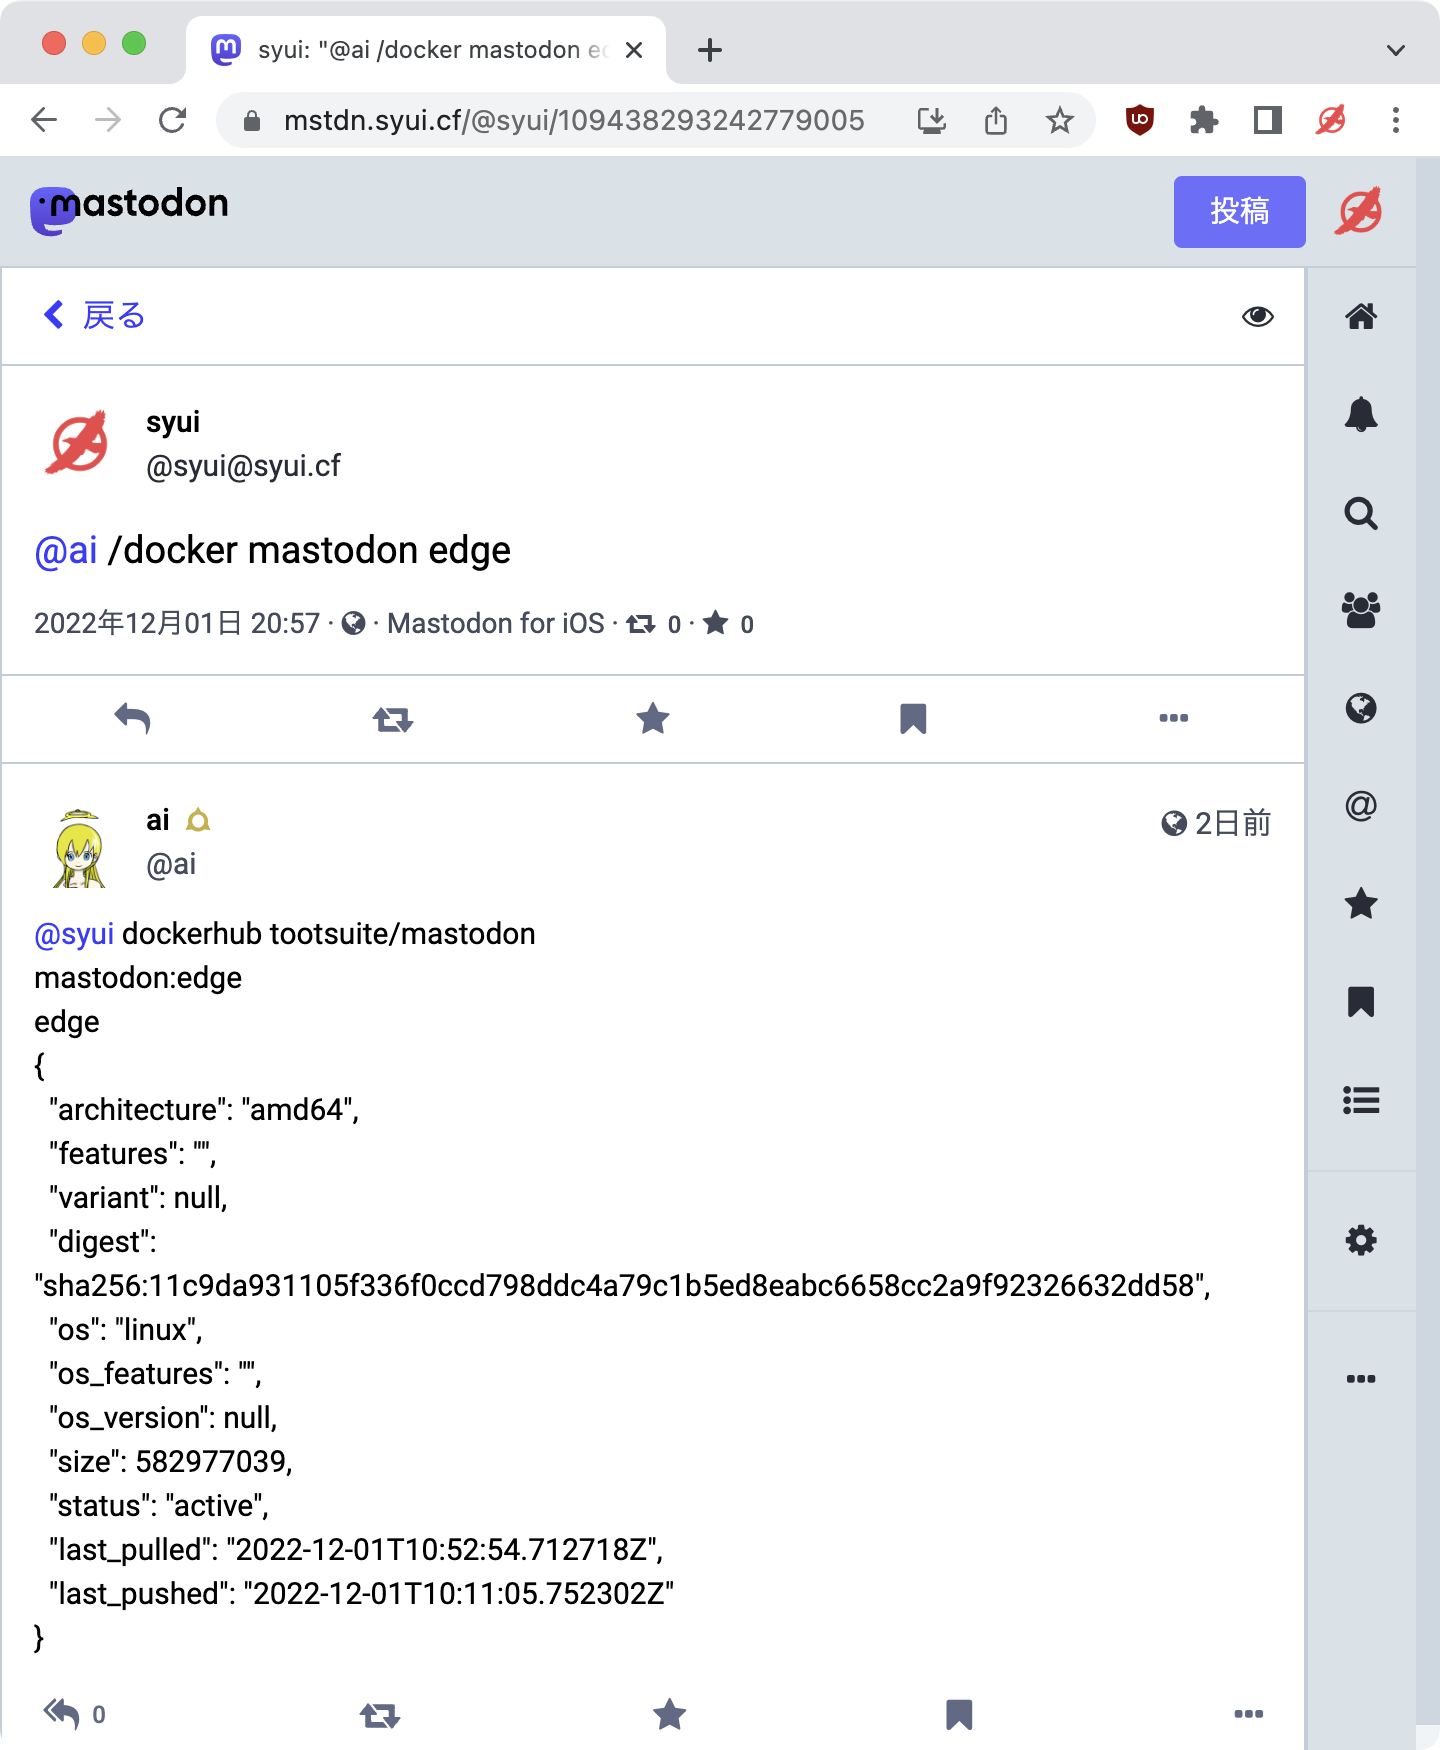 syui: "@ai /docker mastodon
mstdn.syui.cf/@syui/109438293242779005
mastodon
投稿
戻る
syui
@syui@syui.cf
@ai /docker mastodon edge
2022年12月01日 20:57 · · Mastodon for iOS · 0 · 0
ai
2日前
@ai
@syui dockerhub tootsuite/mastodon
mastodon:edge
edge
{
"architecture": "amd64",
"features": "",
"variant": null,
"digest":
"sha256:11c9da931105f336f0ccd798ddc4a79c1b5ed8eabc6658cc2a9f92326632dd58",
"os": "linux",
"os_features": "",
"os_version": null,
"size": 582977039,
"status": "active",
"last_pulled": "2022-12-01T10:52:54.712718Z",
"last_pushed": "2022-12-01T10:11:05.752302Z"
}
0